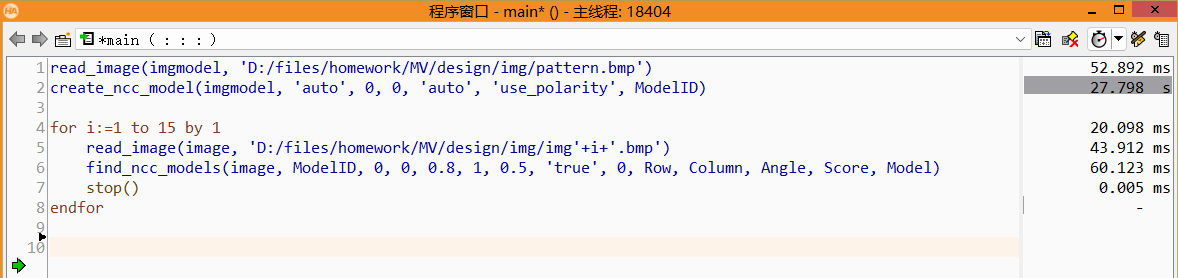 程序窗口 - main* () - 主线程: 18404
*main ( : : : )
1 read_image(imgmodel, 'D:/files/homework/MV/design/img/pattern.bmp') 52.892 ms
2 create_ncc_model(imgmodel, 'auto', 0, 0, 'auto', 'use_polarity', ModelID) 27.798 s
3
4 for i:=1 to 15 by 1 20.098 ms
5 read_image(image, 'D:/files/homework/MV/design/img/img'+i+'.bmp') 43.912 ms
6 find_ncc_models(image, ModelID, 0, 0, 0.8, 1, 0.5, 'true', 0, Row, Column, Angle, Score, Model) 60.123 ms
7 stop() 0.005 ms
8 endfor -
9
10